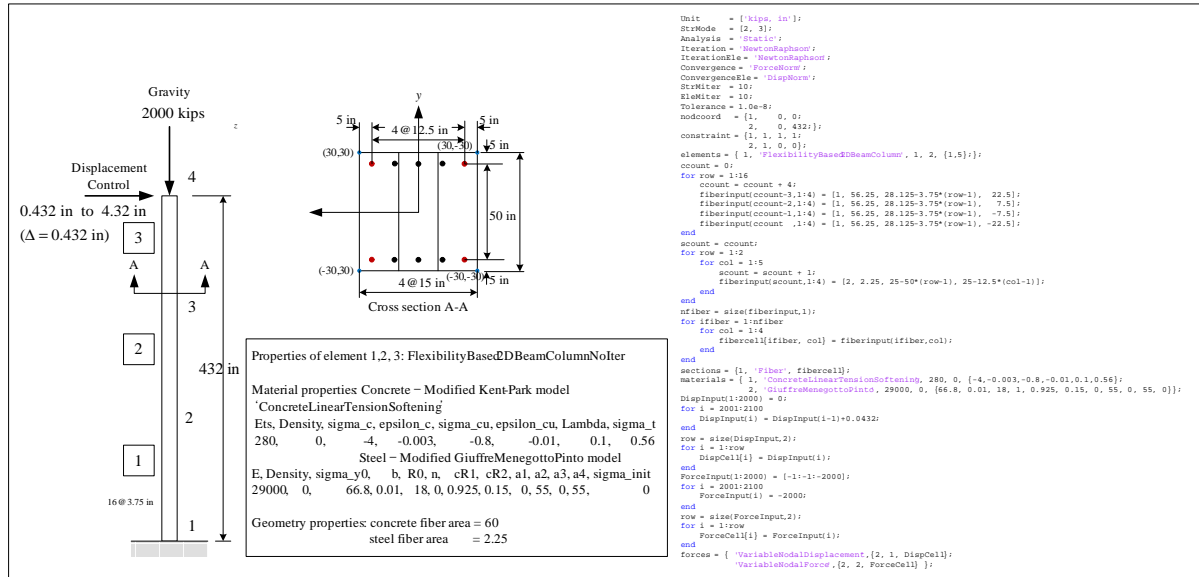 Gravity
2000 kips
z
Displacement
Control
0.432 in to 4.32 in
(Δ = 0.432 in)
4
3
A A
3
2
432 in
2
1
16@3.75 in
1
y
5 in 5 in
4@12.5 in
5 in
(30,30) (30,-30)
50 in
(-30,30) (-30,-30)
5 in
4@15 in
Cross section A-A
Properties of element 1,2, 3: FlexibilityBased2DBeamColumnNoIter
Material properties: Concrete − Modified Kent-Park model
'ConcreteLinearTensionSoftening'
Ets, Density, sigma_c, epsilon_c, sigma_cu, epsilon_cu, Lambda, sigma_t
280, 0, -4, -0.003, -0.8, -0.01, 0.1, 0.56
Steel − Modified GiuffreMenegottoPinto model
E, Density, sigma_y0, b, R0, n, cR1, cR2, a1, a2, a3, a4, sigma_init
29000, 0, 66.8, 0.01, 18, 0, 0.925, 0.15, 0, 55, 0, 55, 0
Geometry properties: concrete fiber area = 60
steel fiber area = 2.25
Unit = ['kips, in'];
StrMode = [2, 3];
Analysis = 'Static';
Iteration = 'NewtonRaphson';
IterationEle = 'NewtonRaphson';
Convergence = 'ForceNorm';
ConvergenceEle = 'DispNorm';
StrMiter = 10;
EleMiter = 10;
Tolerance = 1.0e-8;
nodcoord = {1, 0, 0;
2, 0, 432;};
constraint = {1, 1, 1, 1;
2, 1, 0, 0};
elements = { 1, 'FlexibilityBased2DBeamColumn', 1, 2, {1,5};};
ccount = 0;
for row = 1:16
ccount = ccount + 4;
fiberinput(ccount-3,1:4) = [1, 56.25, 28.125-3.75*(row-1), 22.5];
fiberinput(ccount-2,1:4) = [1, 56.25, 28.125-3.75*(row-1), 7.5];
fiberinput(ccount-1,1:4) = [1, 56.25, 28.125-3.75*(row-1), -7.5];
fiberinput(ccount ,1:4) = [1, 56.25, 28.125-3.75*(row-1), -22.5];
end
scount = ccount;
for row = 1:2
for col = 1:5
scount = scount + 1;
fiberinput(scount,1:4) = [2, 2.25, 25-50*(row-1), 25-12.5*(col-1)];
end
end
nfiber = size(fiberinput,1);
for ifiber = 1:nfiber
for col = 1:4
fibercell{ifiber, col} = fiberinput(ifiber,col);
end
end
sections = {1, 'Fiber', fibercell};
materials = { 1, 'ConcreteLinearTensionSoftening', 280, 0, {-4,-0.003,-0.8,-0.01,0.1,0.56};
2, 'GiuffreMenegottoPinto', 29000, 0, {66.8, 0.01, 18, 1, 0.925, 0.15, 0, 55, 0, 55, 0}};
DispInput(1:2000) = 0;
for i = 2001:2100
DispInput(i) = DispInput(i-1)+0.0432;
end
row = size(DispInput,2);
for i = 1:row
DispCell{i} = DispInput(i);
end
ForceInput(1:2000) = [-1:-1:-2000];
for i = 2001:2100
ForceInput(i) = -2000;
end
row = size(ForceInput,2);
for i = 1:row
ForceCell{i} = ForceInput(i);
end
forces = { 'VariableNodalDisplacement',{2, 1, DispCell};
'VariableNodalForce',{2, 2, ForceCell} };